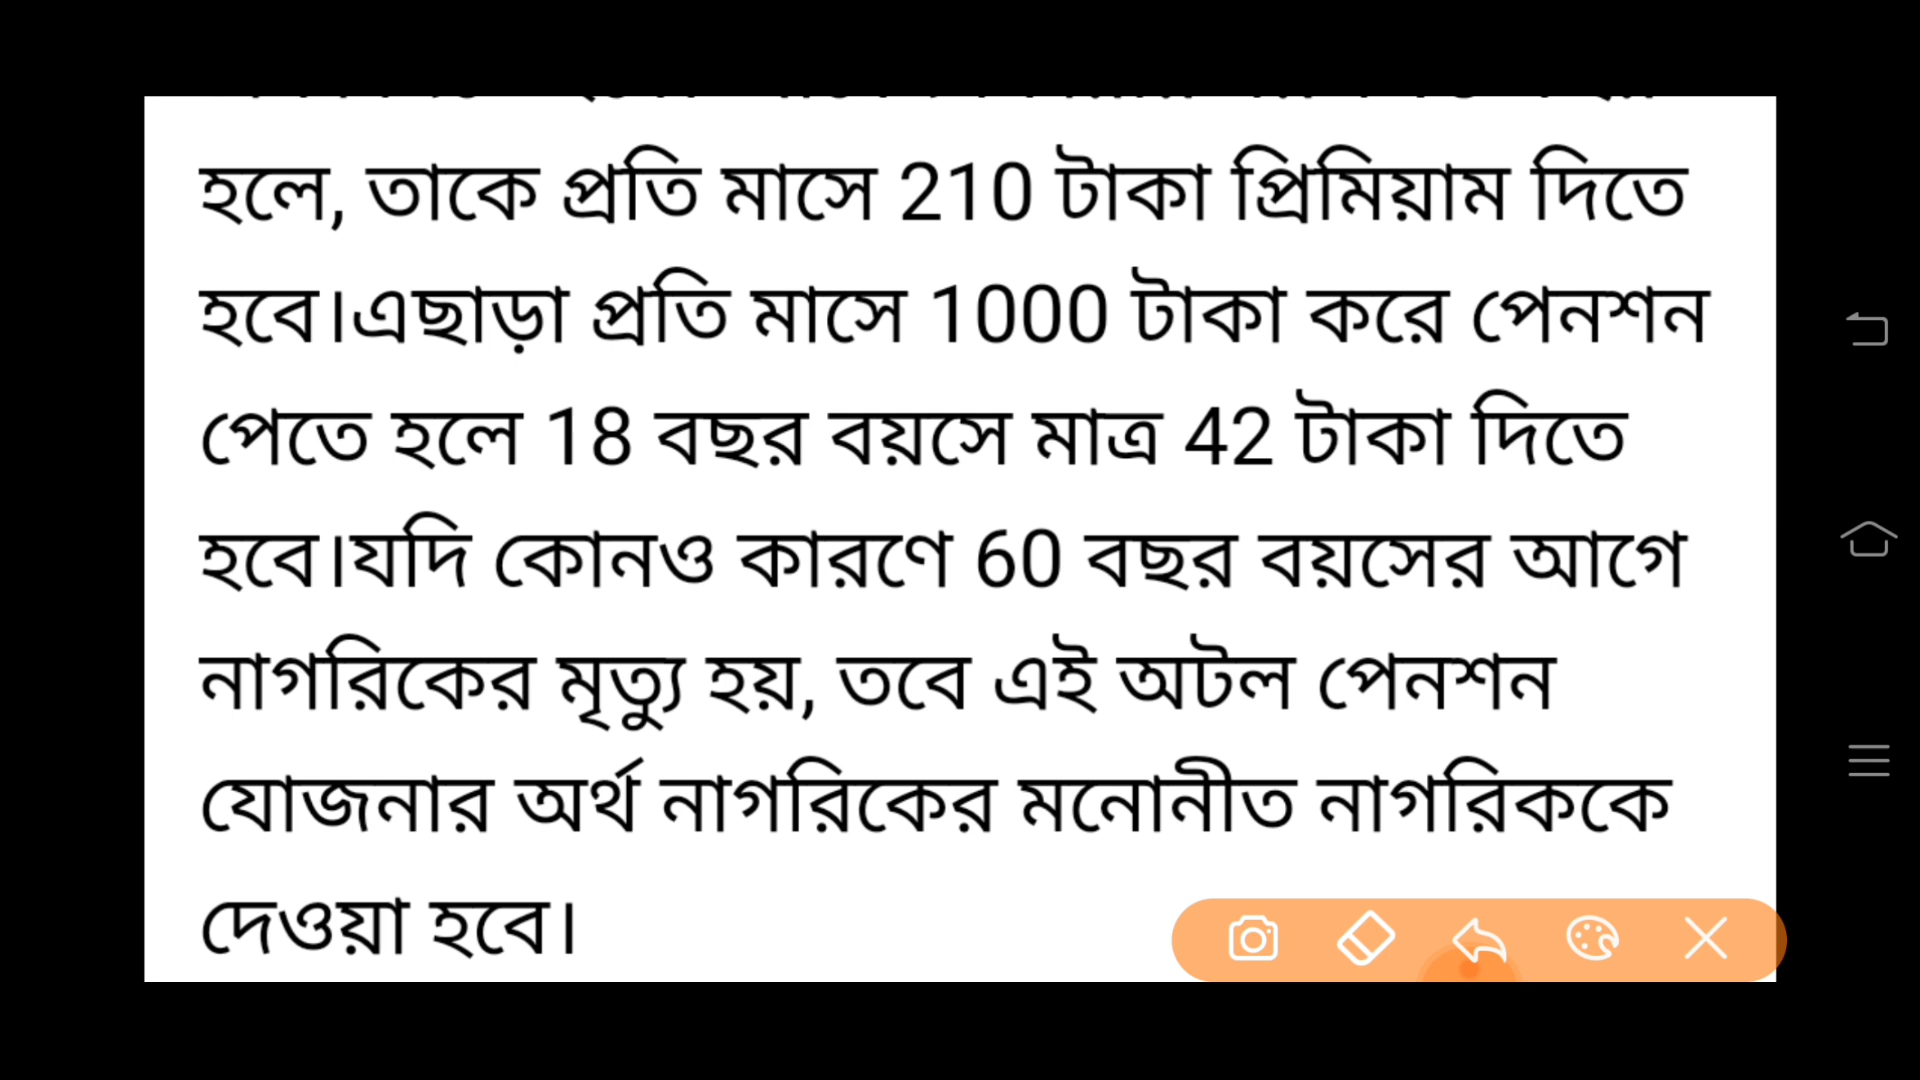 হলে, তাকে প্রতি মাসে 210 টাকা প্রিমিয়াম দিতে
হবে।এছাড়া প্রতি মাসে 1000 টাকা করে পেনশন
পেতে হলে 18 বছর বয়সে মাত্র 42 টাকা দিতে
হবে।যদি কোনও কারণে 60 বছর বয়সের আগে
নাগরিকের মৃত্যু হয়, তবে এই অটল পেনশন
যোজনার অর্থ নাগরিকের মনোনীত নাগরিককে
দেওয়া হবে।